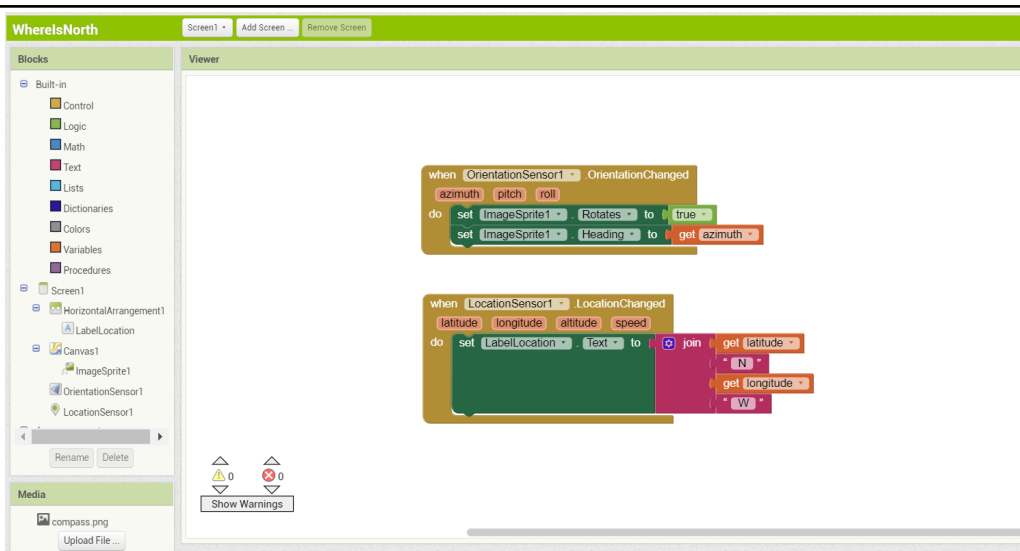 WhereIsNorth
Screen1 Add Screen ... Remove Screen
Blocks
Viewer
Built-in
Control
Logic
Math
Text
Lists
Dictionaries
Colors
Variables
Procedures
Screen1
HorizontalArrangement1
LabelLocation
Canvas1
ImageSprite1
OrientationSensor1
LocationSensor1
Rename Delete
Media
compass.png
Upload File ...
when OrientationSensor1 .OrientationChanged
azimuth pitch roll
do set ImageSprite1 . Rotates to true
set ImageSprite1 . Heading to get azimuth
when LocationSensor1 .LocationChanged
latitude longitude altitude speed
do set LabelLocation . Text to join get latitude
" N "
get longitude
" W "
0 0
Show Warnings